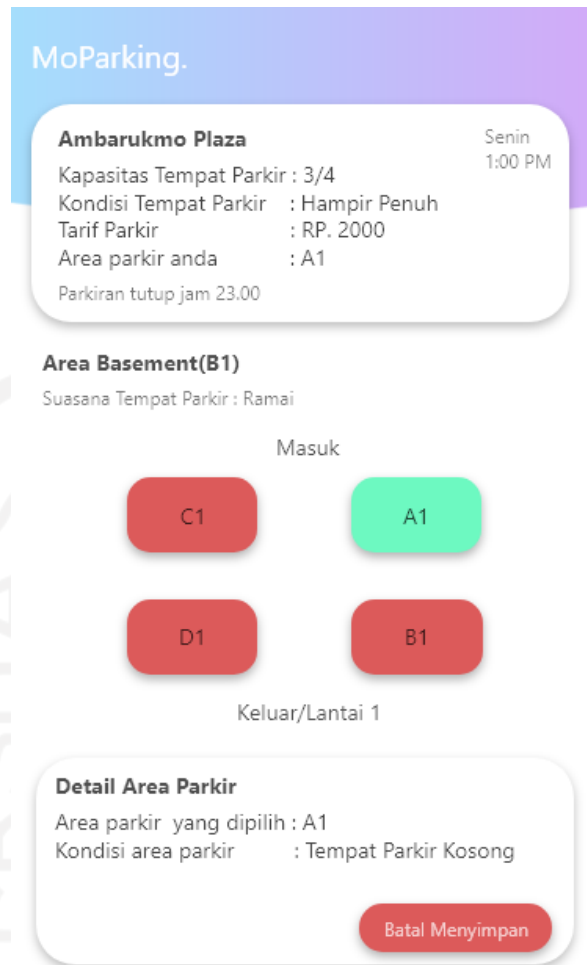 MoParking.
Ambarukmo Plaza
Senin
1:00 PM
Kapasitas Tempat Parkir : 3/4
Kondisi Tempat Parkir : Hampir Penuh
Tarif Parkir : RP. 2000
Area parkir anda : A1
Parkiran tutup jam 23.00
Area Basement(B1)
Suasana Tempat Parkir : Ramai
Masuk
C1 A1
D1 B1
Keluar/Lantai 1
Detail Area Parkir
Area parkir yang dipilih : A1
Kondisi area parkir : Tempat Parkir Kosong
Batal Menyimpan